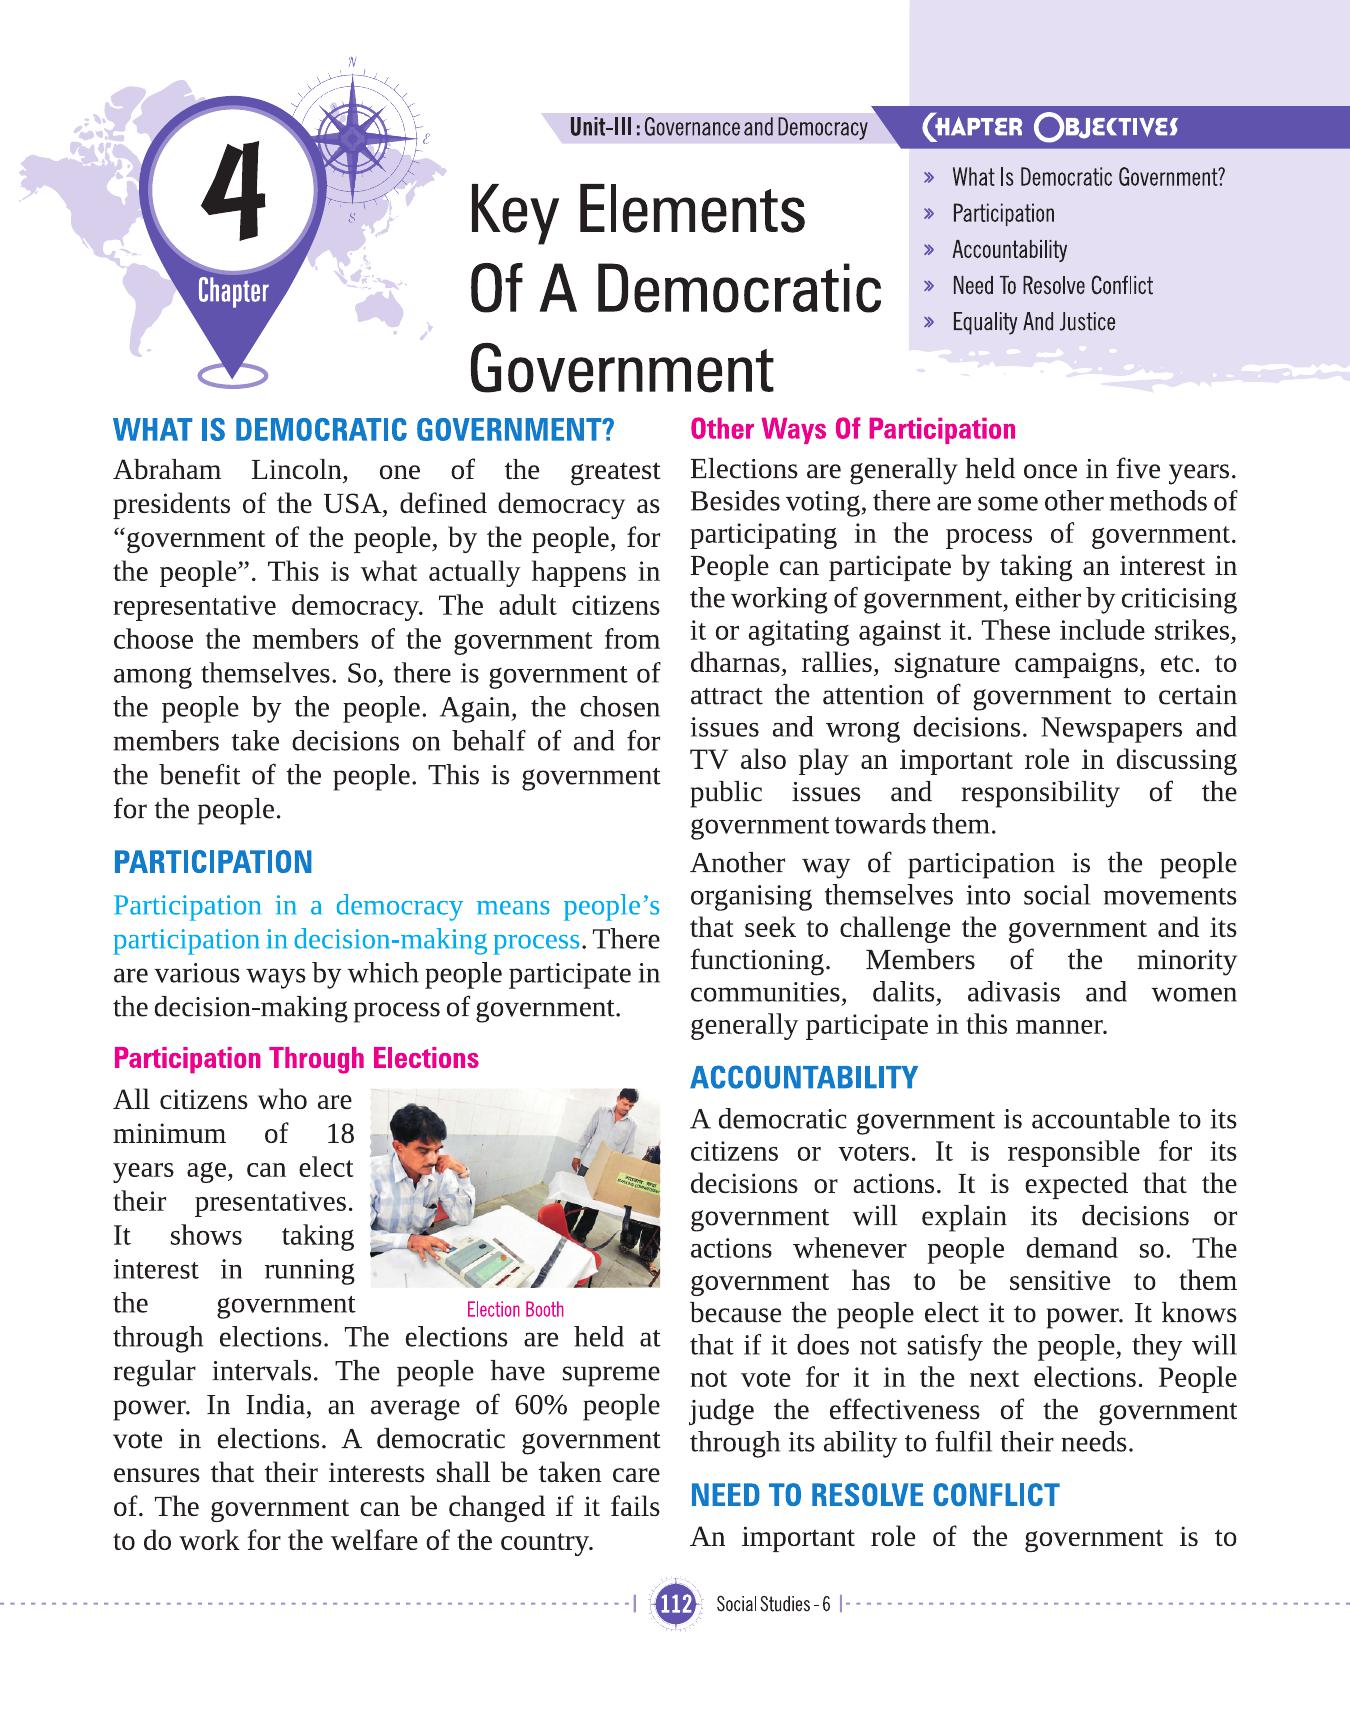 N
E
S
4
Chapter
Unit-III : Governance and Democracy
Key Elements
Of A Democratic
Government
CHAPTER OBJECTIVES
» What Is Democratic Government?
» Participation
» Accountability
» Need To Resolve Conflict
» Equality And Justice
WHAT IS DEMOCRATIC GOVERNMENT?
Abraham Lincoln, one of the greatest
presidents of the USA, defined democracy as
“government of the people, by the people, for
the people”. This is what actually happens in
representative democracy. The adult citizens
choose the members of the government from
among themselves. So, there is government of
the people by the people. Again, the chosen
members take decisions on behalf of and for
the benefit of the people. This is government
for the people.
PARTICIPATION
Participation in a democracy means people’s
participation in decision-making process. There
are various ways by which people participate in
the decision-making process of government.
Participation Through Elections
All citizens who are
minimum of 18
years age, can elect
their presentatives.
It shows taking
interest in running
the government
Election Booth
through elections. The elections are held at
regular intervals. The people have supreme
power. In India, an average of 60% people
vote in elections. A democratic government
ensures that their interests shall be taken care
of. The government can be changed if it fails
to do work for the welfare of the country.
Other Ways Of Participation
Elections are generally held once in five years.
Besides voting, there are some other methods of
participating in the process of government.
People can participate by taking an interest in
the working of government, either by criticising
it or agitating against it. These include strikes,
dharnas, rallies, signature campaigns, etc. to
attract the attention of government to certain
issues and wrong decisions. Newspapers and
TV also play an important role in discussing
public issues and responsibility of the
government towards them.
Another way of participation is the people
organising themselves into social movements
that seek to challenge the government and its
functioning. Members of the minority
communities, dalits, adivasis and women
generally participate in this manner.
ACCOUNTABILITY
A democratic government is accountable to its
citizens or voters. It is responsible for its
decisions or actions. It is expected that the
government will explain its decisions or
actions whenever people demand so. The
government has to be sensitive to them
because the people elect it to power. It knows
that if it does not satisfy the people, they will
not vote for it in the next elections. People
judge the effectiveness of the government
through its ability to fulfil their needs.
NEED TO RESOLVE CONFLICT
An important role of the government is to
112 Social Studies - 6